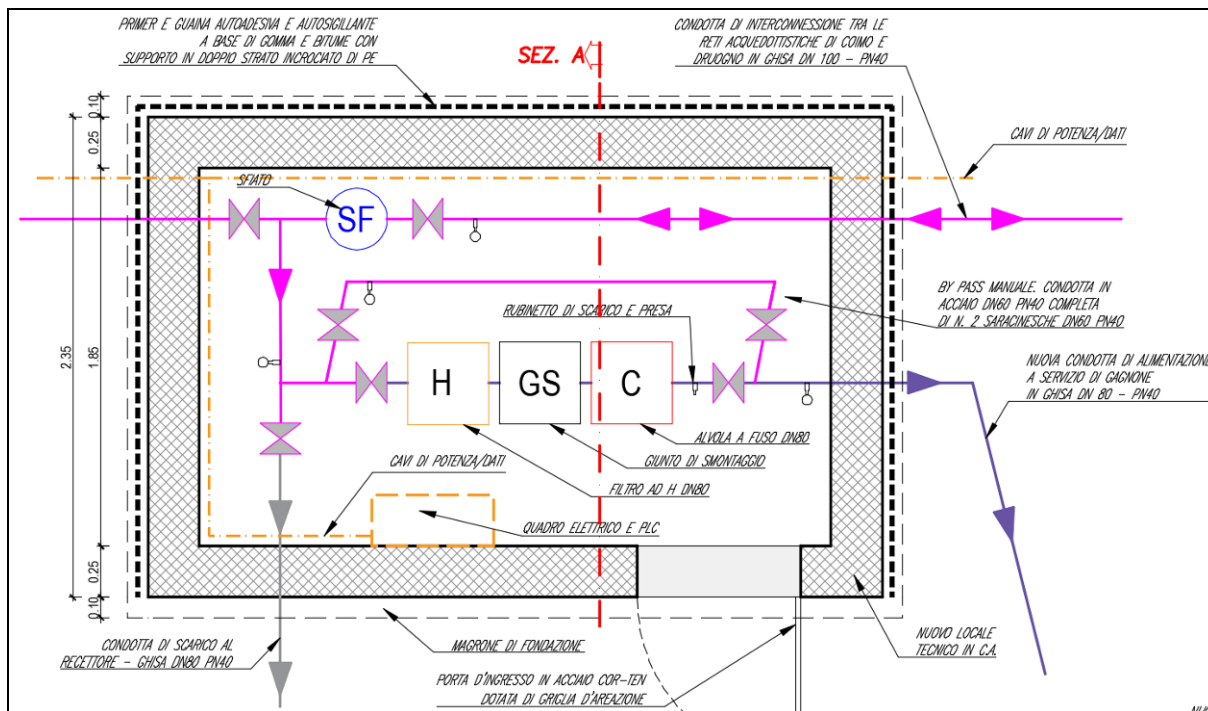 PRIMER E GUAINA AUTOADESIVA E AUTOSIGILLANTE
A BASE DI GOMMA E BITUME CON
SUPPORTO IN DOPPIO STRATO INCROCIATO DI PE
SEZ. A
CONDOTTA DI INTERCONNESSIONE TRA LE
RETI ACQUEDOTTISTICHE DI COIMO E
DRUOGNO IN GHISA DN 100 - PN40
CAVI DI POTENZA/DATI
0.10
0.25
2.35
1.85
0.25
0.10
SFIATO
SF
BY PASS MANUALE. CONDOTTA IN
ACCIAIO DN60 PN40 COMPLETA
DI N. 2 SARACINESCHE DN60 PN40
RUBINETTO DI SCARICO E PRESA
NUOVA CONDOTTA DI ALIMENTAZIONE
A SERVIZIO DI GAGNONE
IN GHISA DN 80 - PN40
H
GS
C
ALVOLA A FUSO DN80
GIUNTO DI SMONTAGGIO
FILTRO AD H DN80
CAVI DI POTENZA/DATI
QUADRO ELETTRICO E PLC
CONDOTTA DI SCARICO AL
RECETTORE - GHISA DN80 PN40
MAGRONE DI FONDAZIONE
NUOVO LOCALE
TECNICO IN C.A.
PORTA D'INGRESSO IN ACCIAIO COR-TEN
DOTATA DI GRIGLIA D'AREAZIONE